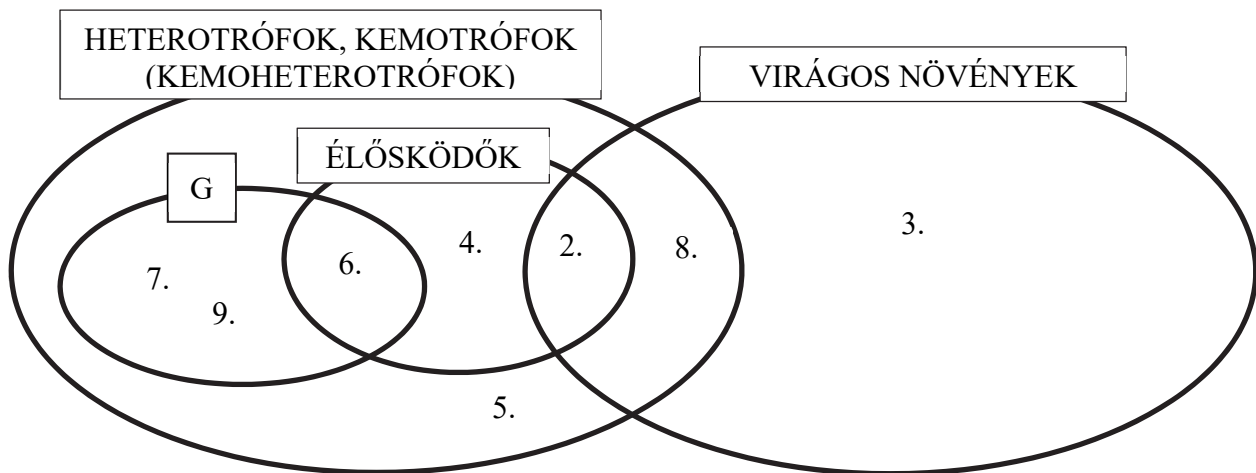 HETEROTRÓFOK, KEMOTRÓFOK
(KEMOHETEROTRÓFOK)
VIRÁGOS NÖVÉNYEK
ÉLŐSKÖDŐK
G
3.
4.
2.
8.
6.
7.
9.
5.